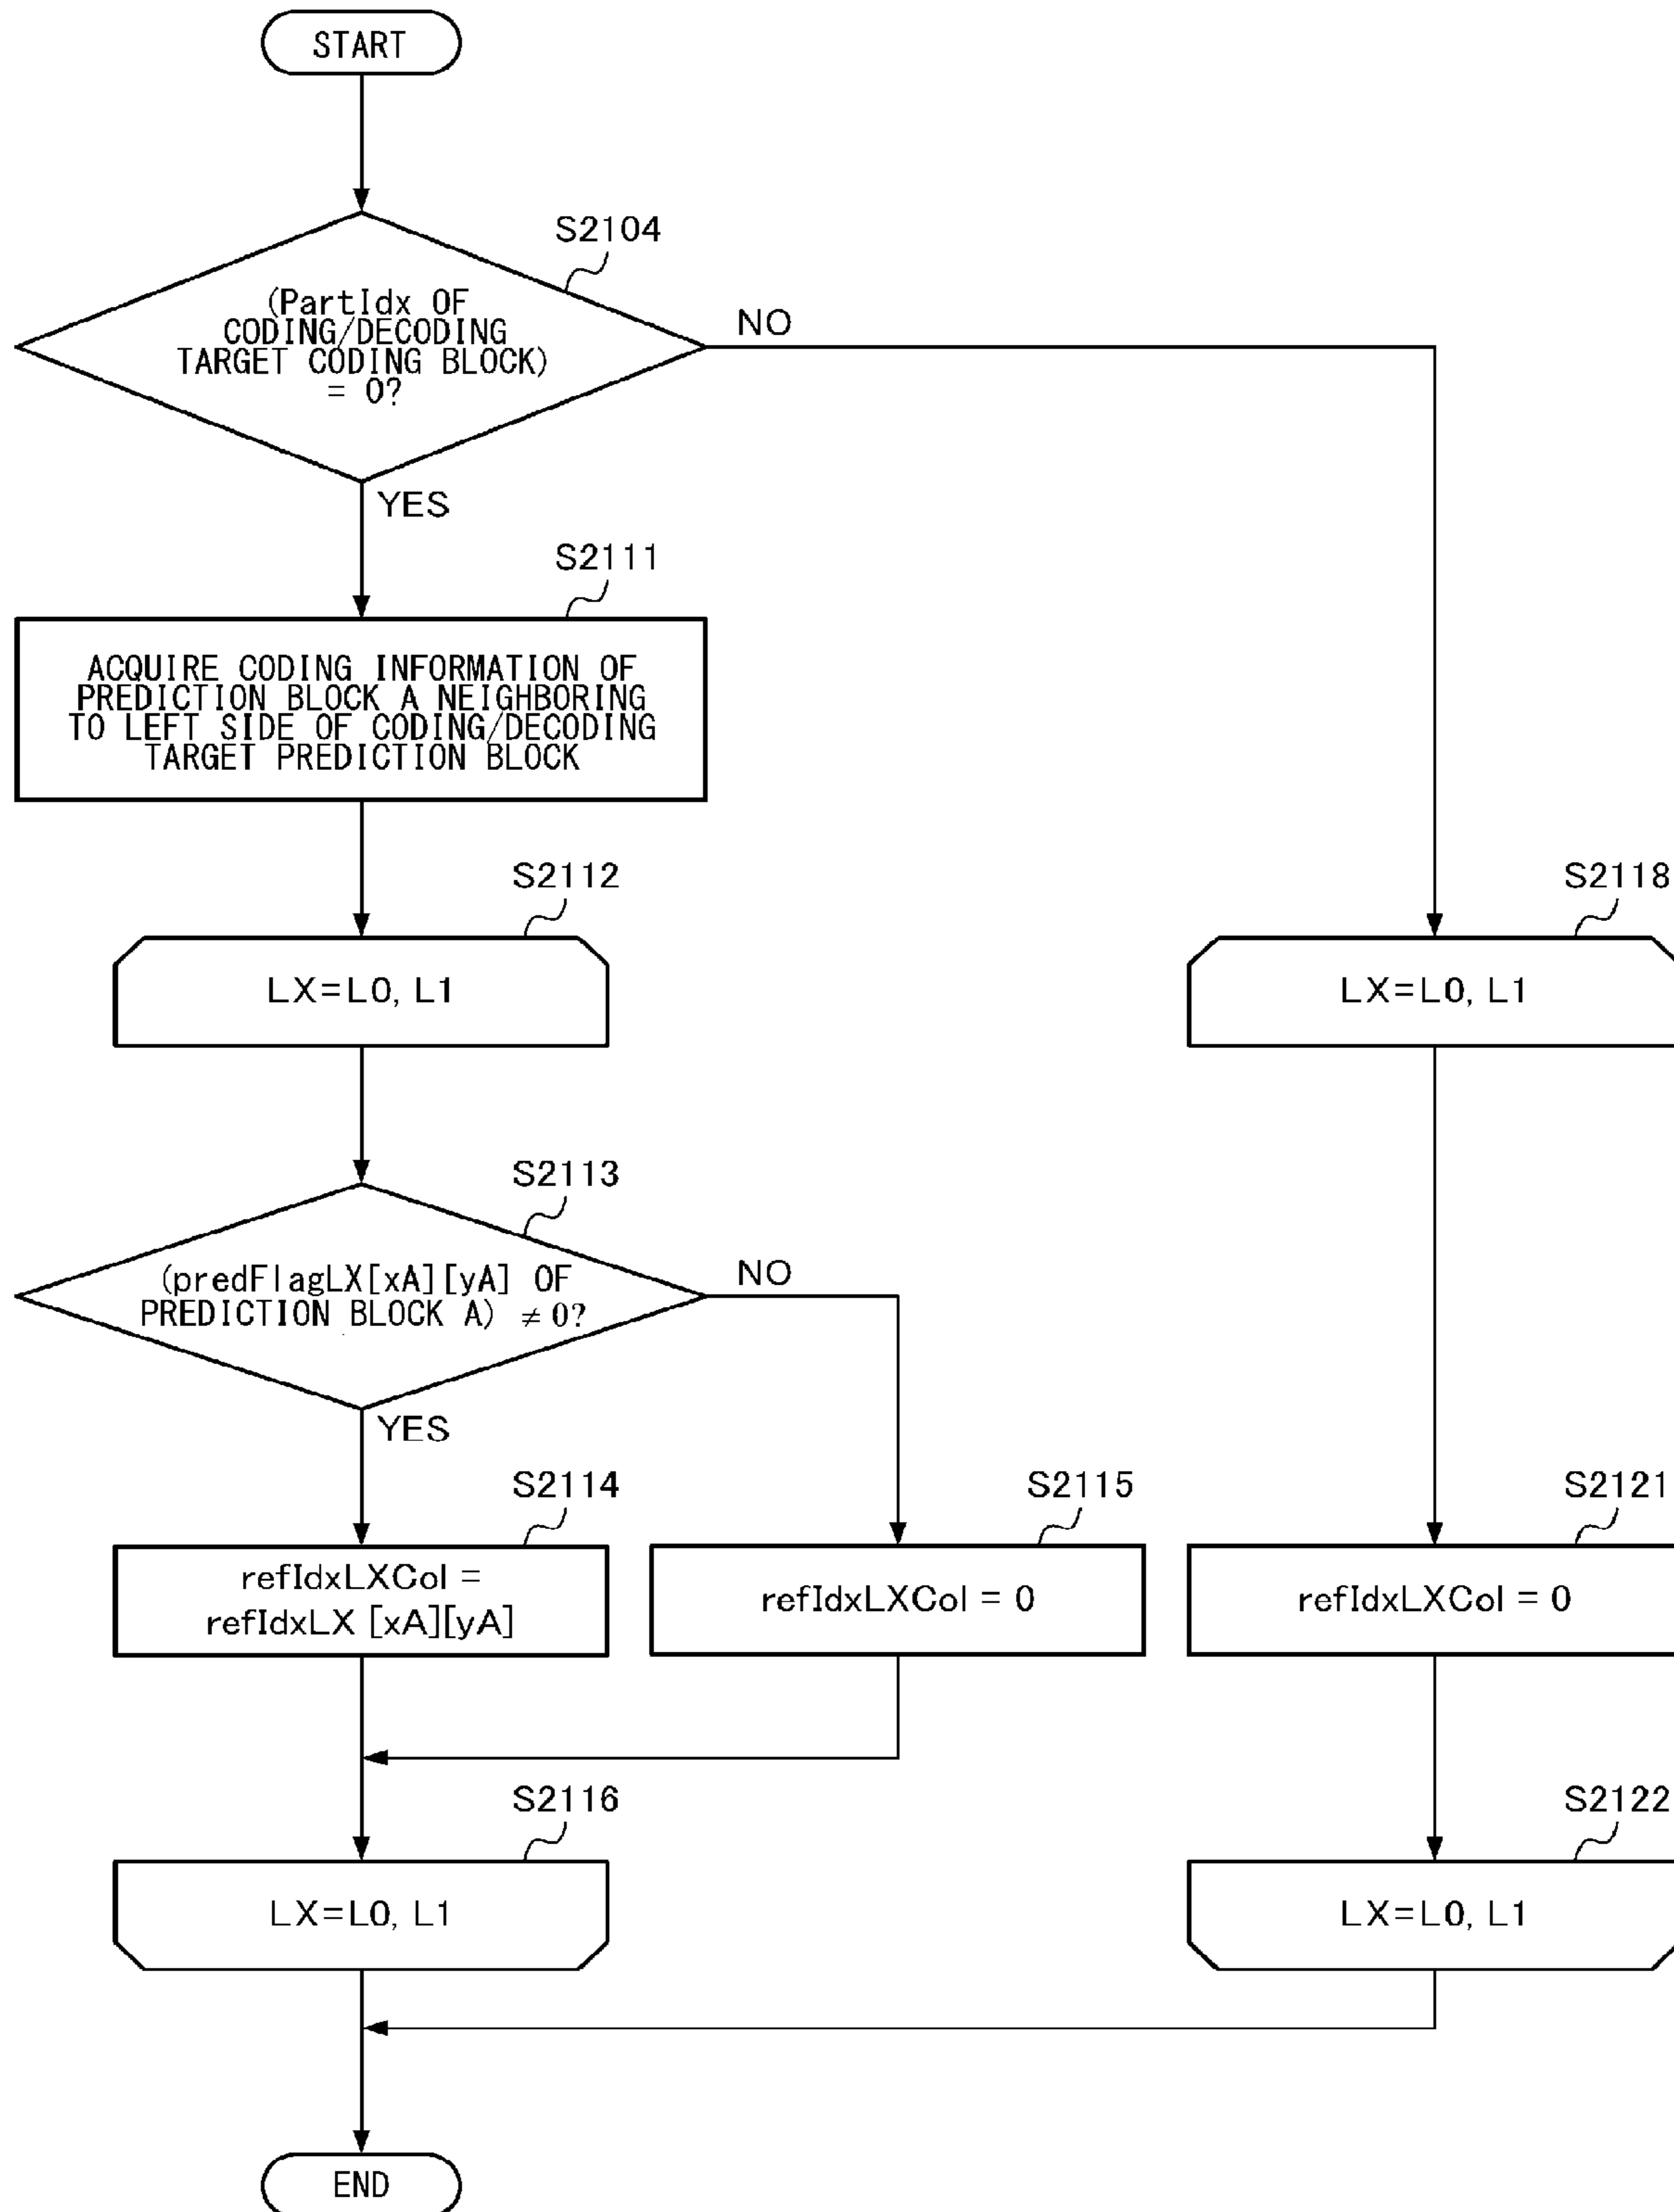 START
S2104
(PartIdx OF
CODING/DECODING
TARGET CODING BLOCK)
= 0?
NO
YES
S2111
ACQUIRE CODING INFORMATION OF
PREDICTION BLOCK A NEIGHBORING
TO LEFT SIDE OF CODING/DECODING
TARGET PREDICTION BLOCK
S2112
LX=L0, L1
S2118
LX=L0, L1
S2113
(predFlagLX[xA][yA] OF
PREDICTION BLOCK A) ≠ 0?
NO
YES
S2114
refIdxLXCol =
refIdxLX [xA][yA]
S2115
refIdxLXCol = 0
S2121
refIdxLXCol = 0
S2116
LX=L0, L1
S2122
LX=L0, L1
END